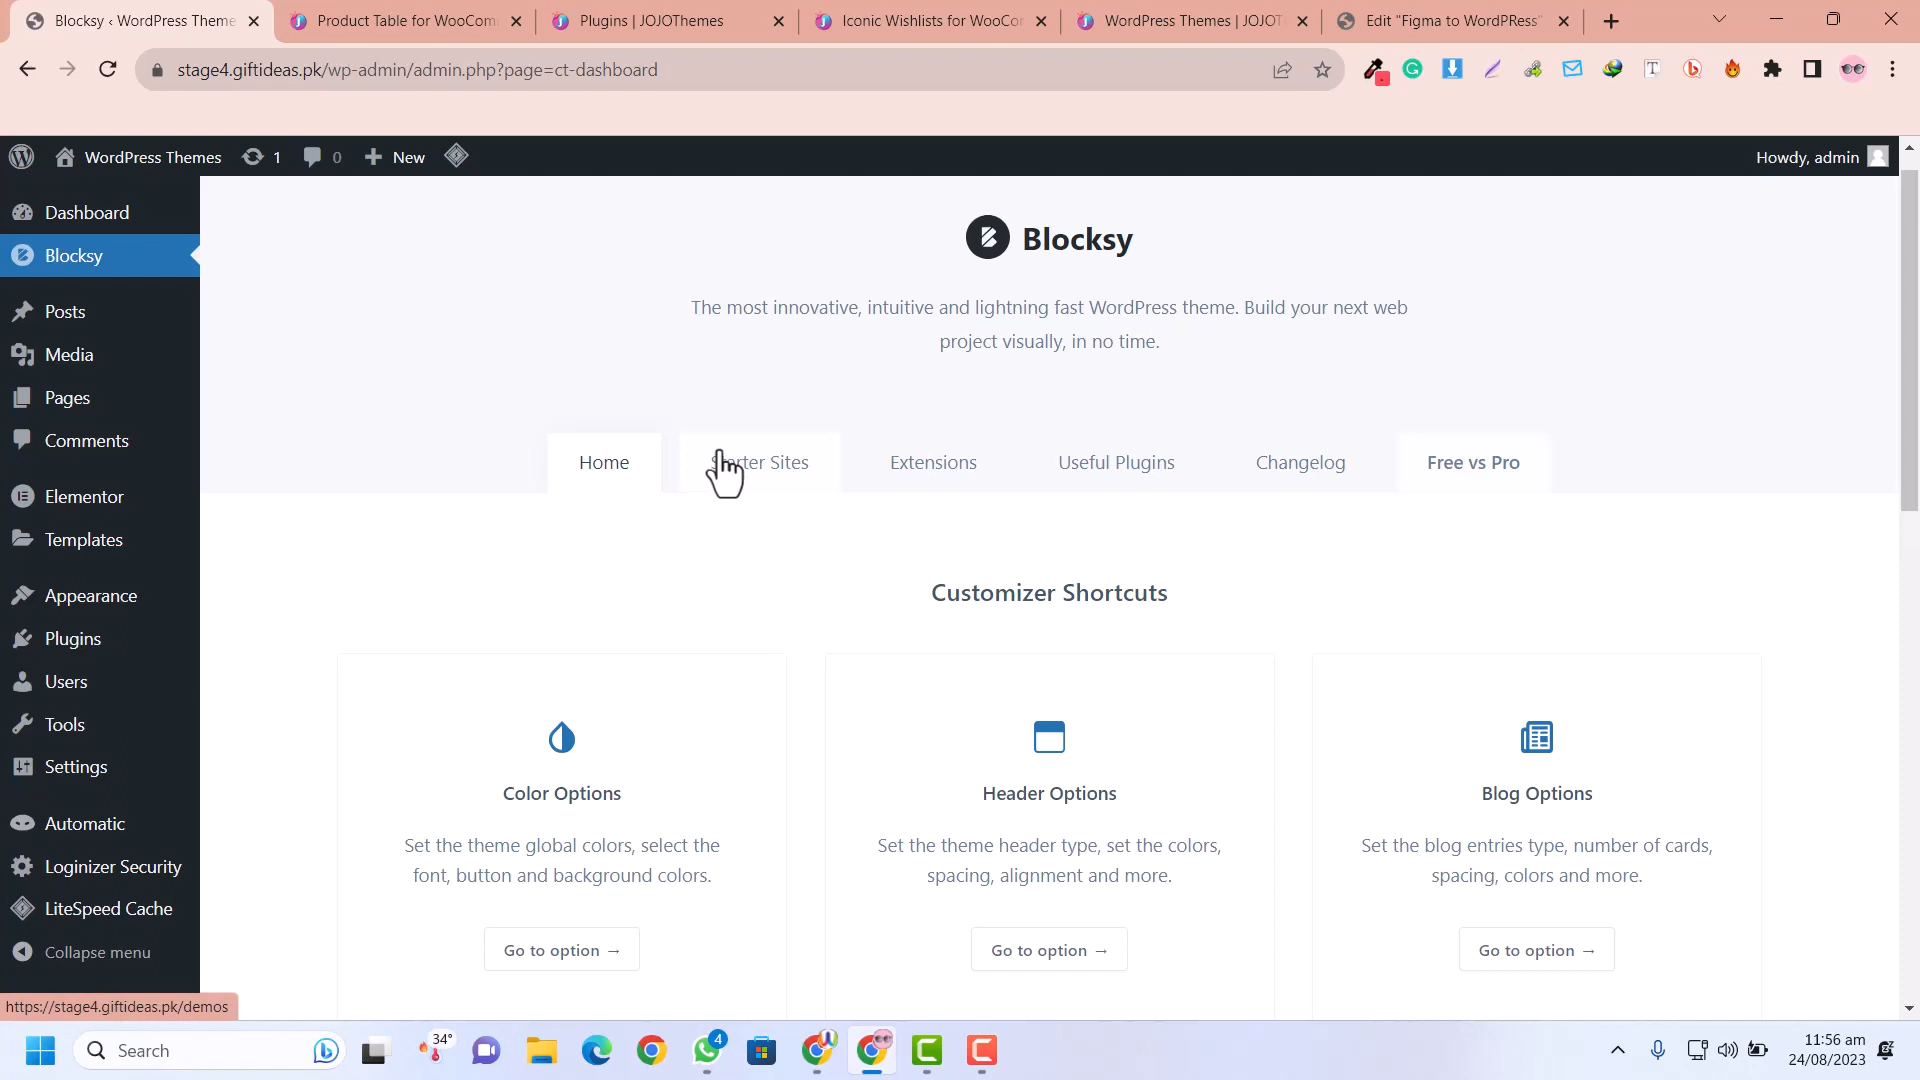 Blocksy ‹ WordPress Theme
Product Table for WooCom
Plugins | JOJOThemes
Iconic Wishlists for WooCo
WordPress Themes | JOJOT
Edit "Figma to WordPRess"
stage4.giftideas.pk/wp-admin/admin.php?page=ct-dashboard
WordPress Themes
1
0
New
Howdy, admin
Dashboard
Blocksy
Posts
Media
Pages
Comments
Elementor
Templates
Appearance
Plugins
Users
Tools
Settings
Automatic
Loginizer Security
LiteSpeed Cache
Collapse menu
Blocksy
The most innovative, intuitive and lightning fast WordPress theme. Build your next web
project visually, in no time.
Home
Starter Sites
Extensions
Useful Plugins
Changelog
Free vs Pro
Customizer Shortcuts
Color Options
Set the theme global colors, select the
font, button and background colors.
Go to option →
Header Options
Set the theme header type, set the colors,
spacing, alignment and more.
Go to option →
Blog Options
Set the blog entries type, number of cards,
spacing, colors and more.
Go to option →
https://stage4.giftideas.pk/demos
Search
34°
4
11:56 am
24/08/2023